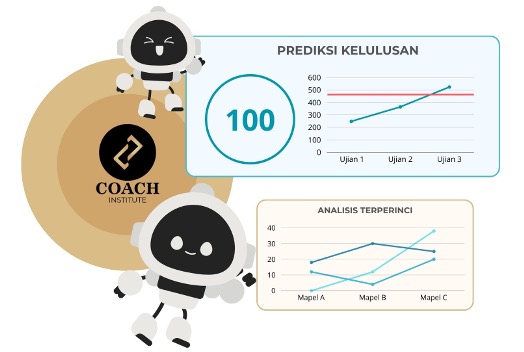 PREDIKSI KELULUSAN
100
600
500
400
300
200
100
0
Ujian 1 Ujian 2 Ujian 3
COACH
INSTITUTE
ANALISIS TERPERINCI
40
30
20
10
0
Mapel A Mapel B Mapel C